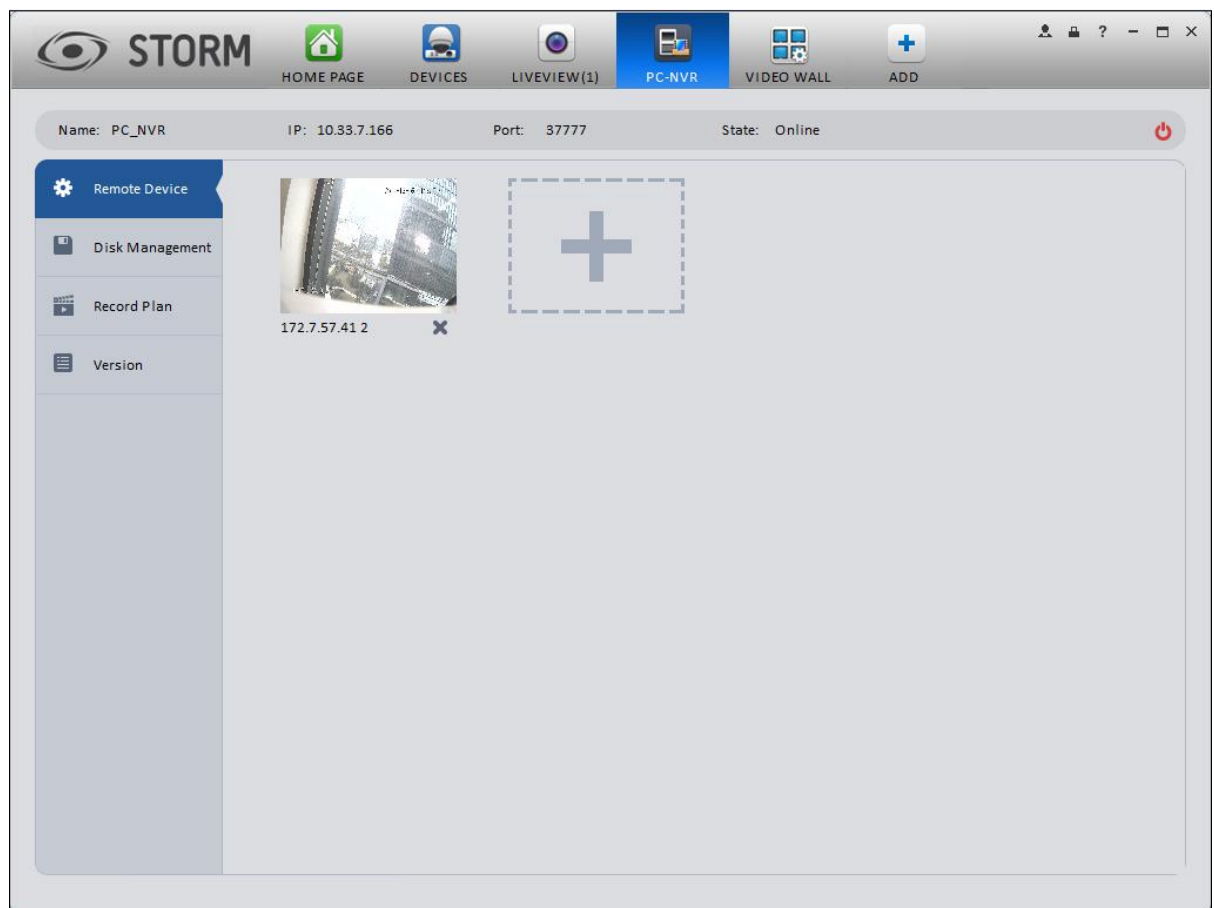 STORM
HOME PAGE
DEVICES
LIVEVIEW(1)
PC-NVR
VIDEO WALL
ADD
?
Name: PC_NVR
IP: 10.33.7.166
Port: 37777
State: Online
Remote Device
Disk Management
Record Plan
Version
172.7.57.41 2